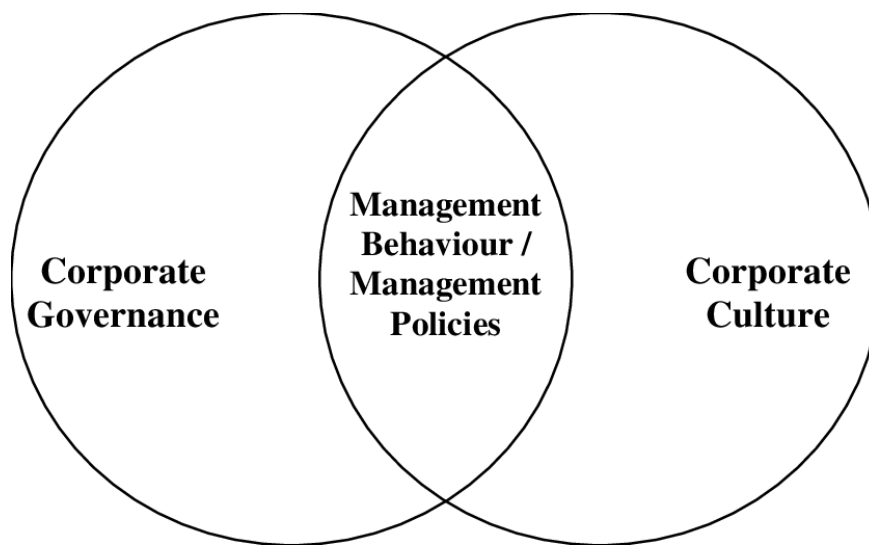 Corporate
Governance
Management
Behaviour /
Management
Policies
Corporate
Culture